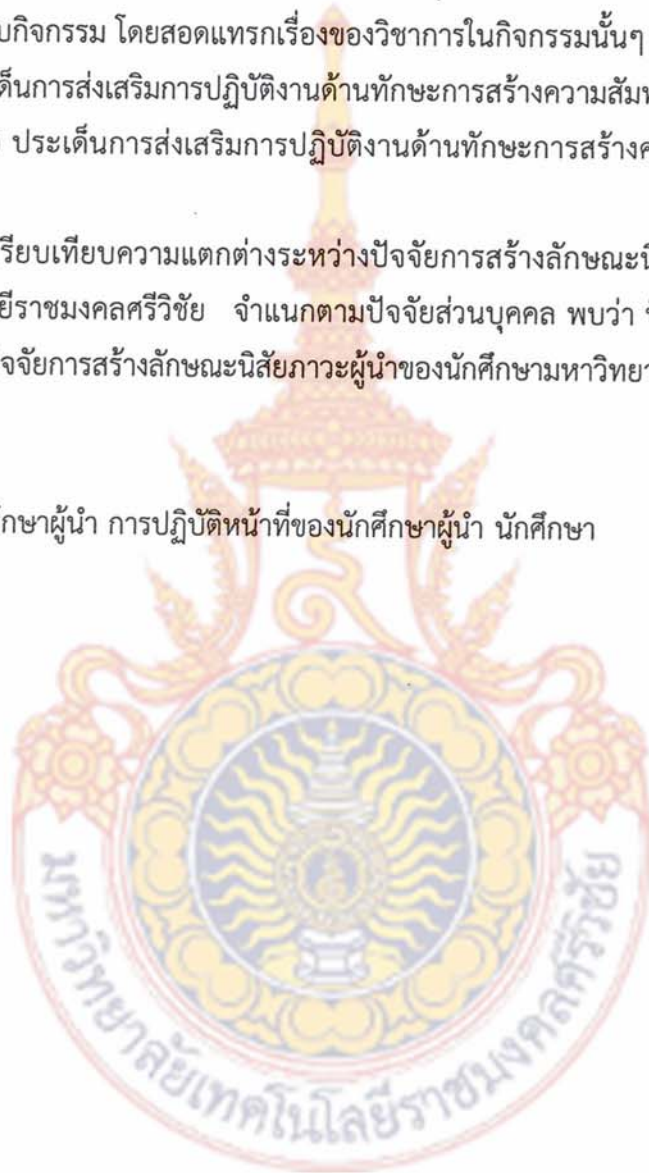 บกิจกรรม โดยสอดแทรกเรื่องของวิชาการในกิจกรรมนั้นๆ
ด็นการส่งเสริมการปฏิบัติงานด้านทักษะการสร้างความสัมพ
ประเด็นการส่งเสริมการปฏิบัติงานด้านทักษะการสร้างค
รียบเทียบความแตกต่างระหว่างปัจจัยการสร้างลักษณะนิ
ยีราชมงคลศรีวิชัย จำแนกตามปัจจัยส่วนบุคคล พบว่า
จจัยการสร้างลักษณะนิสัยภาวะผู้นำของนักศึกษามหาวิทยา
กษาผู้นำ การปฏิบัติหน้าที่ของนักศึกษาผู้นำ นักศึกษา
มหาวิทยาลัยเทคโนโลยีราชมงคลศรีวิชัย